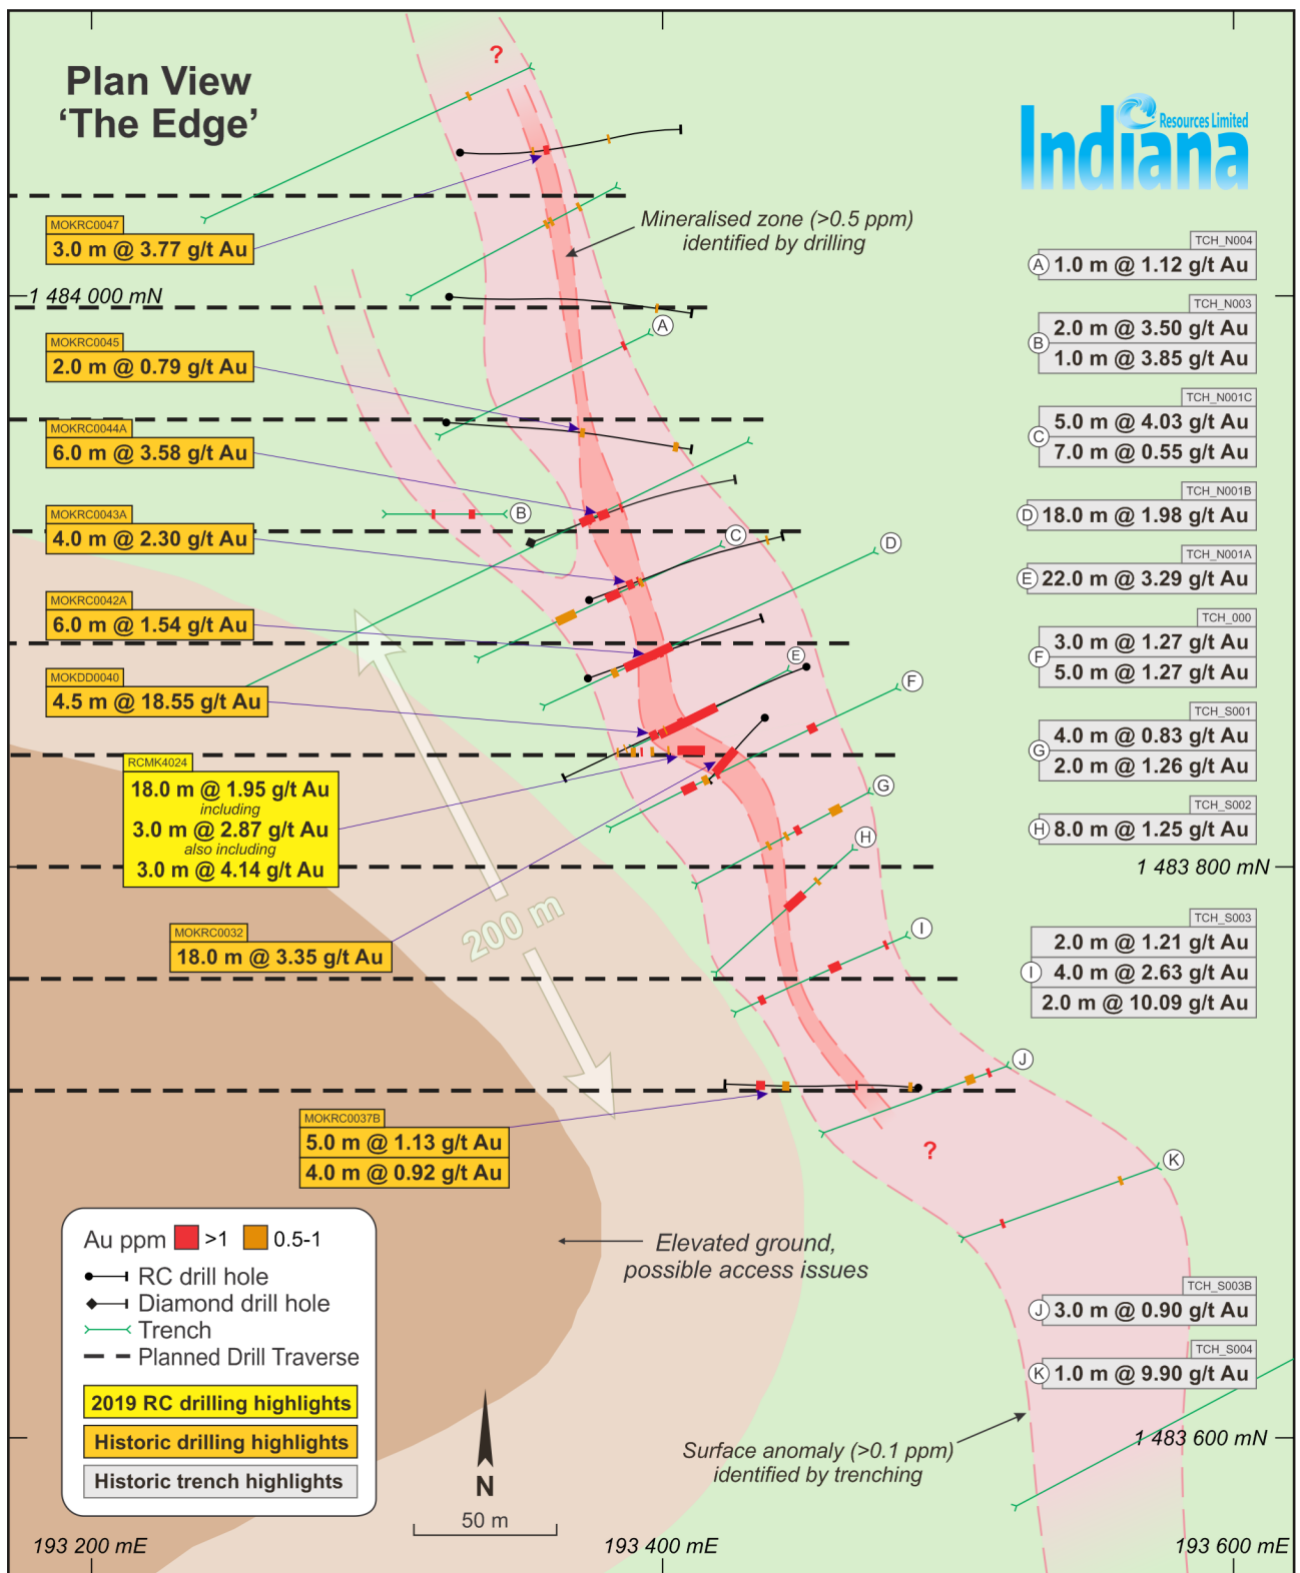 Plan View
‘The Edge’
?
Indiana
Resources Limited
Mineralised zone (>0.5 ppm)
identified by drilling
MOKRC0047
3.0 m @ 3.77 g/t Au
1 484 000 mN
MOKRC0045
2.0 m @ 0.79 g/t Au
MOKRC0044A
6.0 m @ 3.58 g/t Au
MOKRC0043A
4.0 m @ 2.30 g/t Au
MOKRC0042A
6.0 m @ 1.54 g/t Au
MOKDD0040
4.5 m @ 18.55 g/t Au
RCMK4024
18.0 m @ 1.95 g/t Au
including
3.0 m @ 2.87 g/t Au
also including
3.0 m @ 4.14 g/t Au
MOKRC0032
18.0 m @ 3.35 g/t Au
MOKRC0037B
5.0 m @ 1.13 g/t Au
4.0 m @ 0.92 g/t Au
200 m
A
B
C
D
E
F
G
H
I
J
K
?
TCH_N004
A 1.0 m @ 1.12 g/t Au
TCH_N003
B
2.0 m @ 3.50 g/t Au
1.0 m @ 3.85 g/t Au
TCH_N001C
C
5.0 m @ 4.03 g/t Au
7.0 m @ 0.55 g/t Au
TCH_N001B
D 18.0 m @ 1.98 g/t Au
TCH_N001A
E 22.0 m @ 3.29 g/t Au
TCH_000
F
3.0 m @ 1.27 g/t Au
5.0 m @ 1.27 g/t Au
TCH_S001
G
4.0 m @ 0.83 g/t Au
2.0 m @ 1.26 g/t Au
TCH_S002
H 8.0 m @ 1.25 g/t Au
1 483 800 mN
TCH_S003
2.0 m @ 1.21 g/t Au
I 4.0 m @ 2.63 g/t Au
2.0 m @ 10.09 g/t Au
TCH_S003B
J 3.0 m @ 0.90 g/t Au
TCH_S004
K 1.0 m @ 9.90 g/t Au
1 483 600 mN
Elevated ground,
possible access issues
Surface anomaly (>0.1 ppm)
identified by trenching
Au ppm >1 0.5-1
RC drill hole
Diamond drill hole
Trench
Planned Drill Traverse
2019 RC drilling highlights
Historic drilling highlights
Historic trench highlights
N
50 m
193 200 mE
193 400 mE
193 600 mE